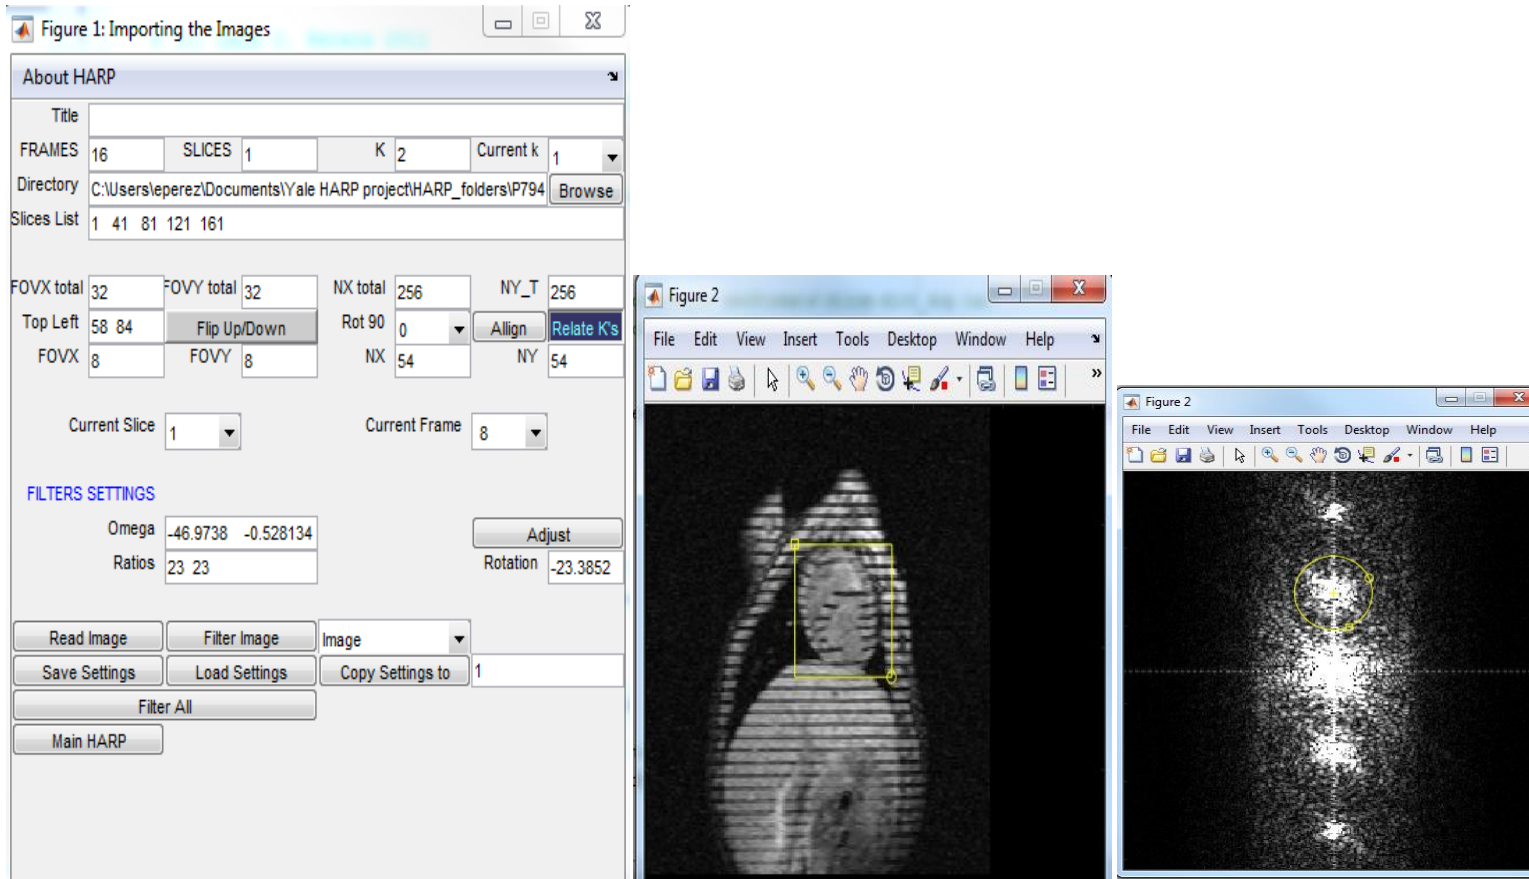 Figure 1: Importing the Images
About HARP
Title
FRAMES 16 SLICES 1 K 2 Current k 1
Directory C:\Users\eperez\Documents\Yale HARP project\HARP_folders\P794 Browse
Slices List 1 41 81 121 161
FOVX total 32 FOVY total 32 NX total 256 NY_T 256
Top Left 58 84 Flip Up/Down Rot 90 0 Allign Relate K's
FOVX 8 FOVY 8 NX 54 NY 54
Current Slice 1 Current Frame 8
FILTERS SETTINGS
Omega -46.9738 -0.528134 Adjust
Ratios 23 23 Rotation -23.3852
Read Image Filter Image Image
Save Settings Load Settings Copy Settings to 1
Filter All
Main HARP
Figure 2
File Edit View Insert Tools Desktop Window Help
Figure 2
File Edit View Insert Tools Desktop Window Help